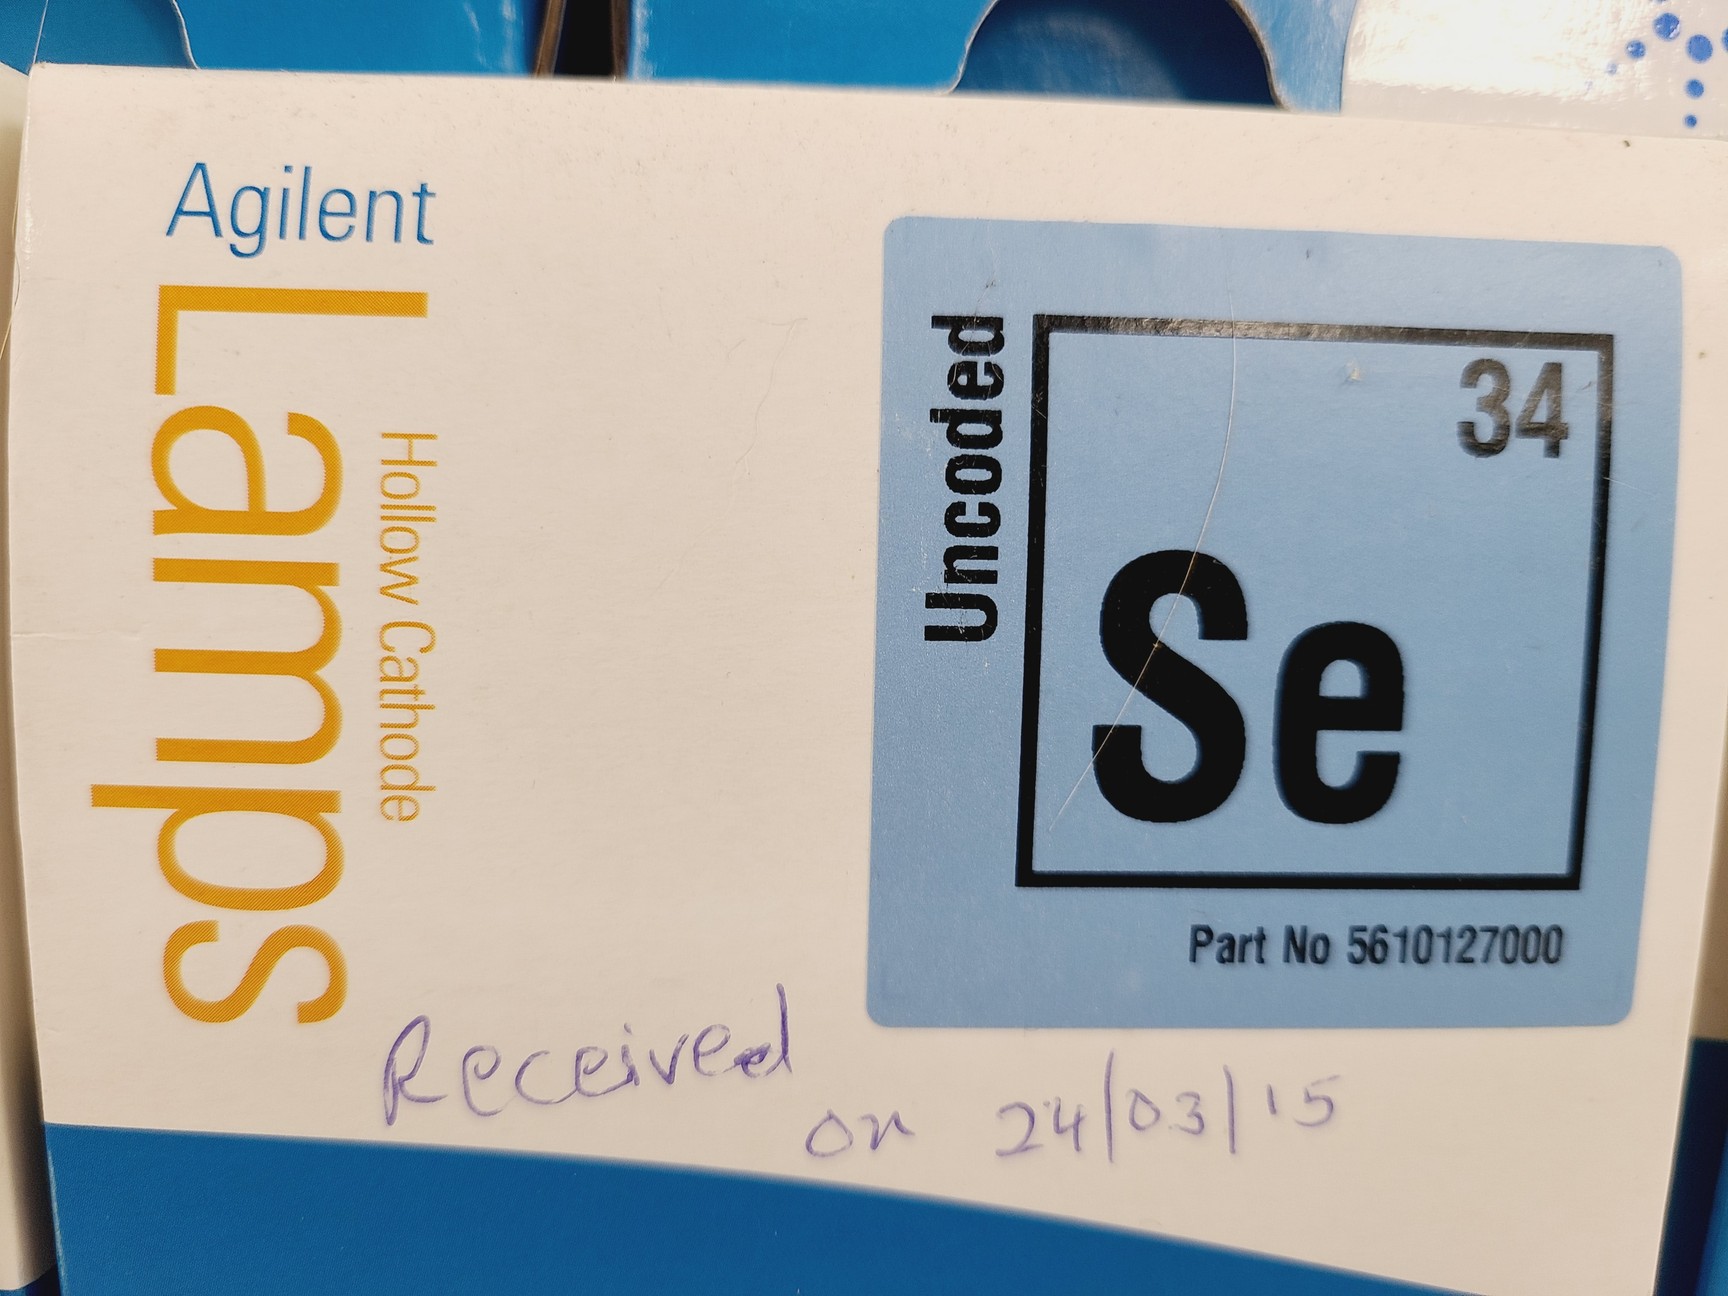 Agilent
Lamps
Hollow Cathode
Uncoded
34
Se
Part No 5610127000
Received
on 24/03/15